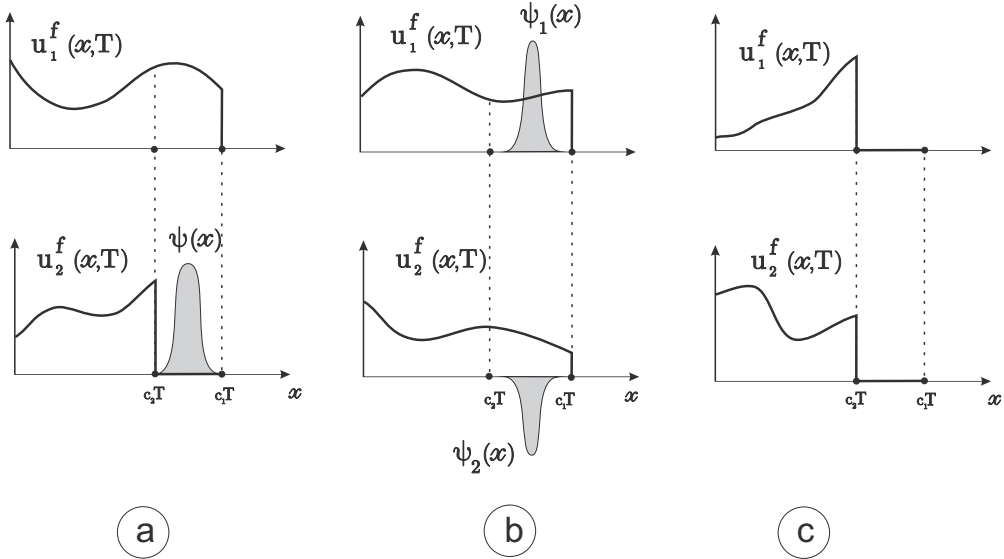 u₁ᶠ (x,T)
u₂ᶠ (x,T)
ψ(x)
c₂T
c₁T
x
a
u₁ᶠ (x,T)
ψ₁(x)
u₂ᶠ (x,T)
c₂T
c₁T
x
ψ₂(x)
b
u₁ᶠ (x,T)
u₂ᶠ (x,T)
c₂T
c₁T
x
c